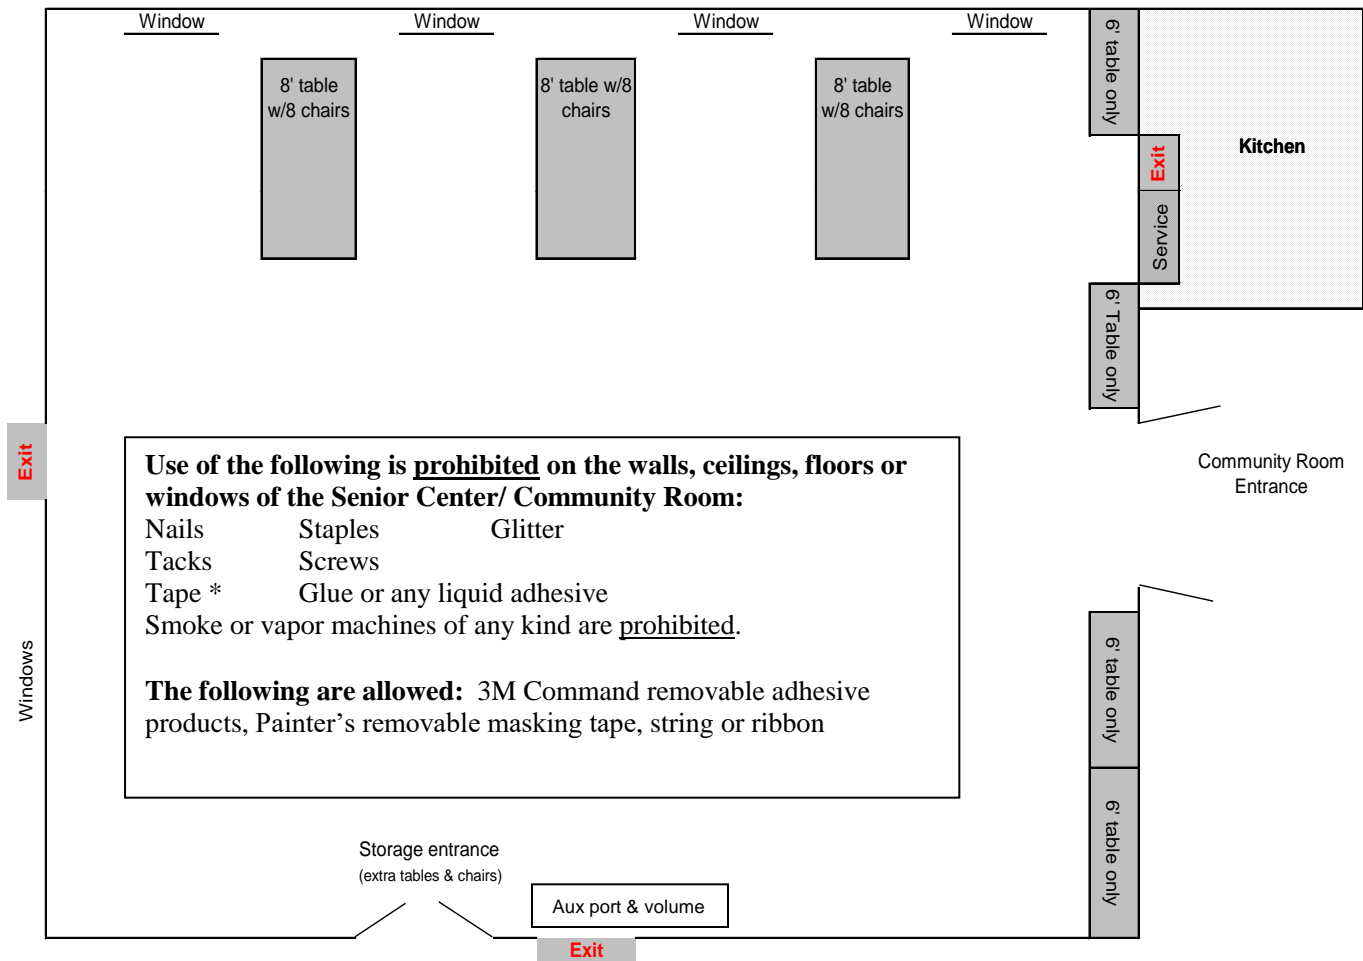 Window
Window
Window
Window
8' table
w/8 chairs
8' table w/8
chairs
8' table
w/8 chairs
6' table only
Kitchen
Exit
Service
6' Table only
Exit
Community Room
Entrance
Use of the following is prohibited on the walls, ceilings, floors or
windows of the Senior Center/ Community Room:
Nails Staples Glitter
Tacks Screws
Tape * Glue or any liquid adhesive
Smoke or vapor machines of any kind are prohibited.
The following are allowed: 3M Command removable adhesive
products, Painter’s removable masking tape, string or ribbon
Windows
6' table only
6' table only
Storage entrance
(extra tables & chairs)
Aux port & volume
Exit